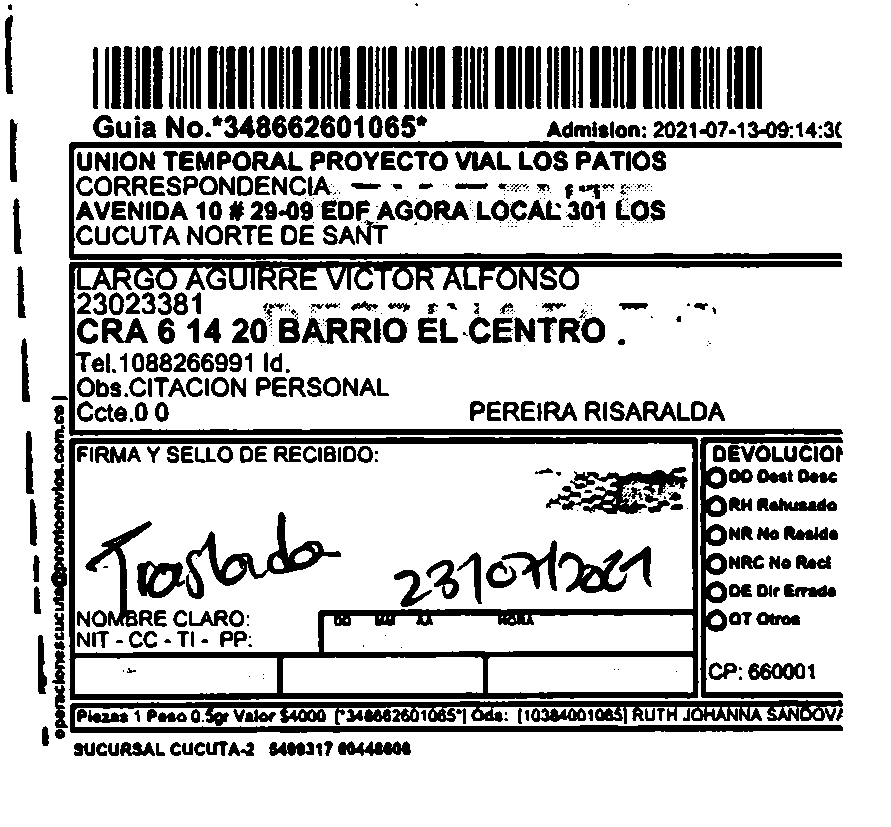 Guia No.*348662601065*
Admision: 2021-07-13-09:14:30
UNION TEMPORAL PROYECTO VIAL LOS PATIOS
CORRESPONDENCIA
AVENIDA 10 # 29-09 EDF AGORA LOCAL 301 LOS
CUCUTA NORTE DE SANT
LARGO AGUIRRE VICTOR ALFONSO
23023381
CRA 6 14 20 BARRIO EL CENTRO .
Tel.1088266991 Id.
Obs.CITACION PERSONAL
Ccte.0 0
PEREIRA RISARALDA
operacionescucuta@prontoenvios.com.co|
FIRMA Y SELLO DE RECIBIDO:
Traslado 23/07/2021
NOMBRE CLARO:
NIT - CC - TI - PP:
DD MM AA HORA
DEVOLUCION
DD Dest Desc
RH Rehusado
NR No Reside
NRC No Recl
DE Dir Errada
OT Otros
CP: 660001
Piezas 1 Peso 0.5gr Valor $4000 [*348662601065*] Ods: [10384001065] RUTH JOHANNA SANDOVA
SUCURSAL CUCUTA-2